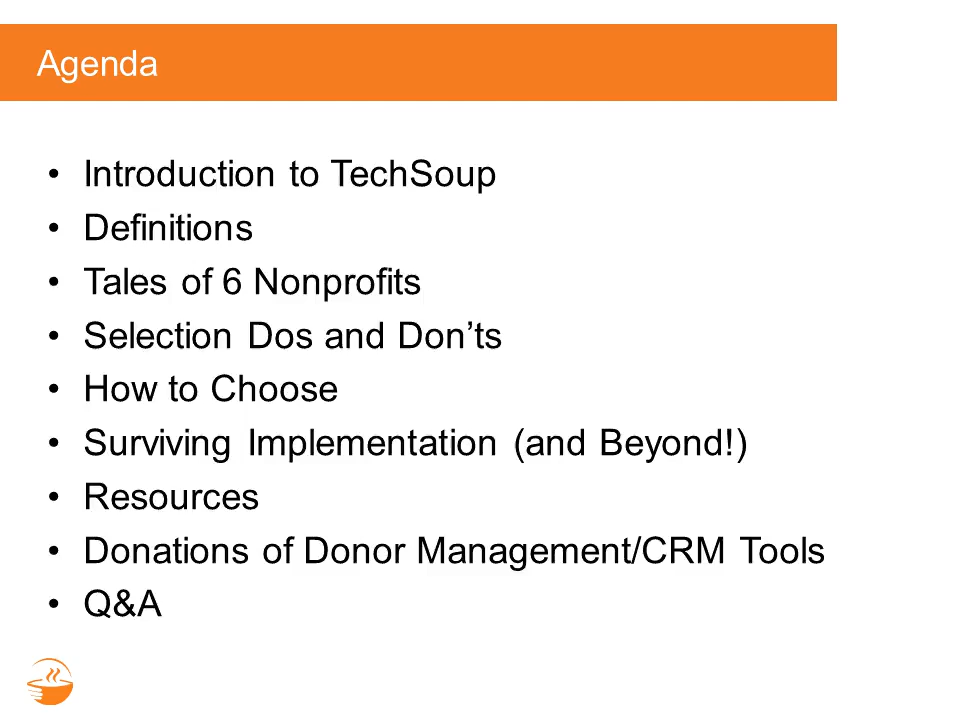 Agenda
• Introduction to TechSoup
• Definitions
• Tales of 6 Nonprofits
• Selection Dos and Don’ts
• How to Choose
• Surviving Implementation (and Beyond!)
• Resources
• Donations of Donor Management/CRM Tools
• Q&A